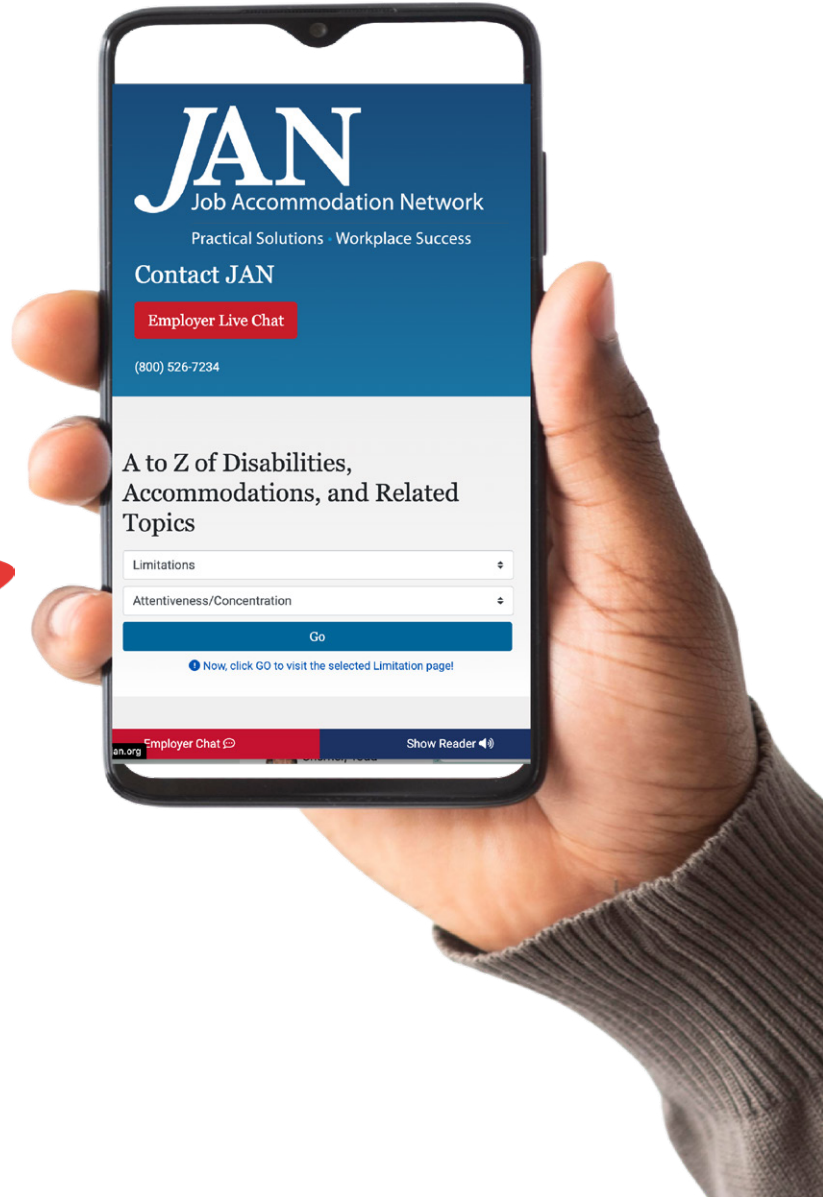 JAN
Job Accommodation Network
Practical Solutions · Workplace Success
Contact JAN
Employer Live Chat
(800) 526-7234
A to Z of Disabilities,
Accommodations, and Related
Topics
Limitations
Attentiveness/Concentration
Go
Now, click GO to visit the selected Limitation page!
Employer Chat
Show Reader
an.org